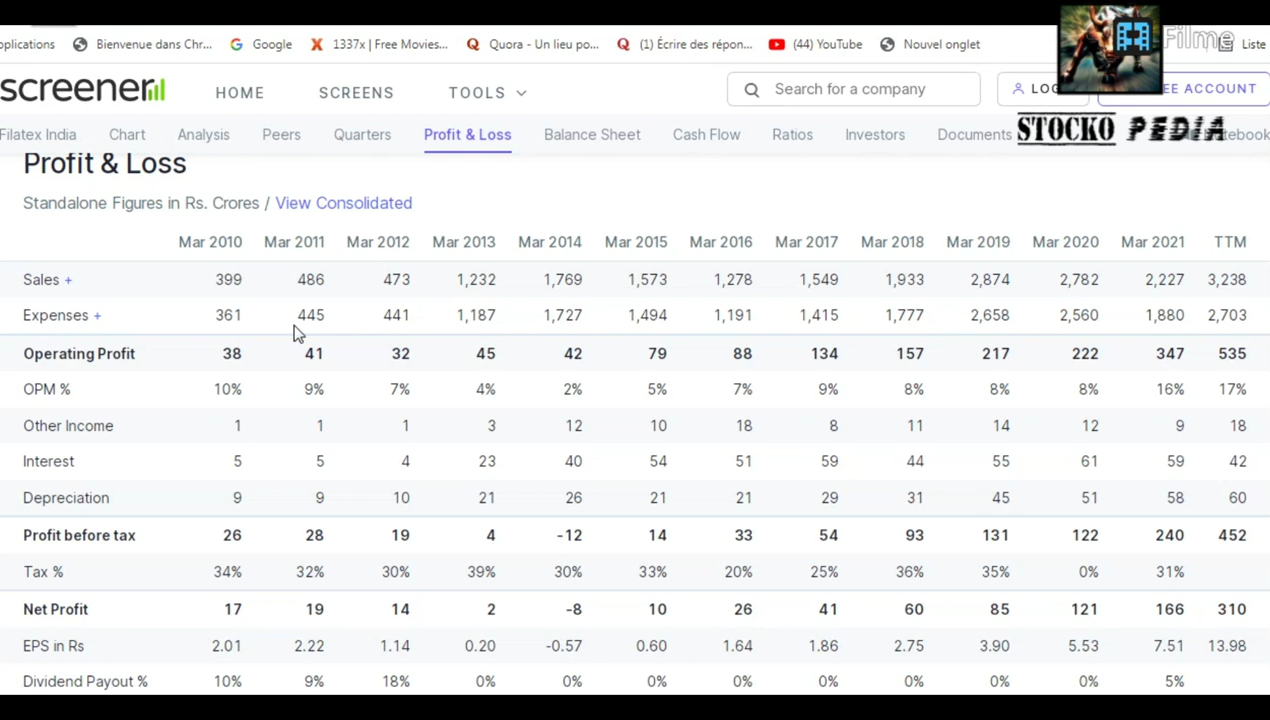 pplications Bienvenue dans Chr... Google 1337x | Free Movies... Quora - Un lieu po... (1) Écrire des répon... (44) YouTube Nouvel onglet Filme Liste
screener HOME SCREENS TOOLS Search for a company LOG EE ACCOUNT
Filatex India Chart Analysis Peers Quarters Profit & Loss Balance Sheet Cash Flow Ratios Investors Documents STOCKO PEDIA otebook
Profit & Loss
Standalone Figures in Rs. Crores / View Consolidated
Mar 2010 Mar 2011 Mar 2012 Mar 2013 Mar 2014 Mar 2015 Mar 2016 Mar 2017 Mar 2018 Mar 2019 Mar 2020 Mar 2021 TTM
Sales + 399 486 473 1,232 1,769 1,573 1,278 1,549 1,933 2,874 2,782 2,227 3,238
Expenses + 361 445 441 1,187 1,727 1,494 1,191 1,415 1,777 2,658 2,560 1,880 2,703
Operating Profit 38 41 32 45 42 79 88 134 157 217 222 347 535
OPM % 10% 9% 7% 4% 2% 5% 7% 9% 8% 8% 8% 16% 17%
Other Income 1 1 1 3 12 10 18 8 11 14 12 9 18
Interest 5 5 4 23 40 54 51 59 44 55 61 59 42
Depreciation 9 9 10 21 26 21 21 29 31 45 51 58 60
Profit before tax 26 28 19 4 -12 14 33 54 93 131 122 240 452
Tax % 34% 32% 30% 39% 30% 33% 20% 25% 36% 35% 0% 31%
Net Profit 17 19 14 2 -8 10 26 41 60 85 121 166 310
EPS in Rs 2.01 2.22 1.14 0.20 -0.57 0.60 1.64 1.86 2.75 3.90 5.53 7.51 13.98
Dividend Payout % 10% 9% 18% 0% 0% 0% 0% 0% 0% 0% 0% 5%